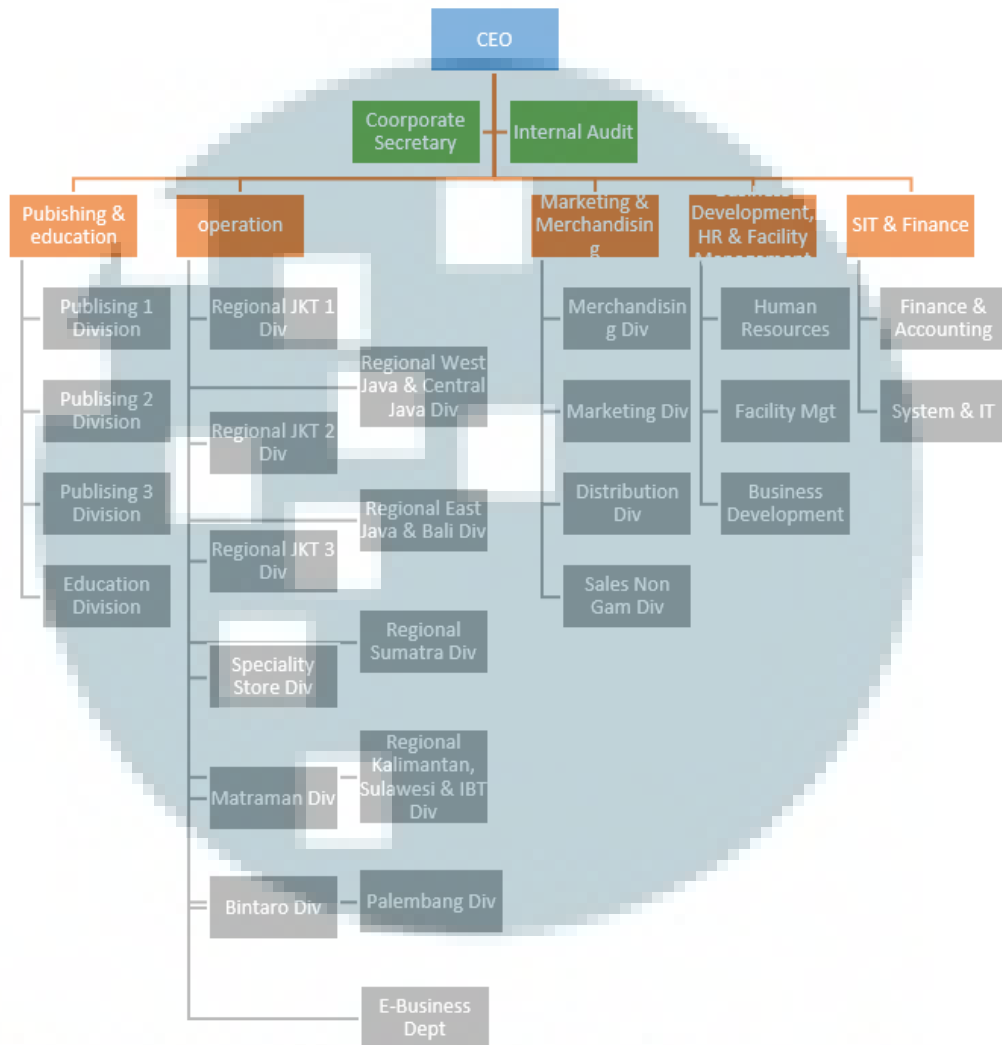 CEO
Coorporate
Secretary
Internal Audit
Pubishing &
education
operation
Marketing &
Merchandisin
g
Business
Development,
HR & Facility
Management
SIT & Finance
Publising 1
Division
Publising 2
Division
Publising 3
Division
Education
Division
Regional JKT 1
Div
Regional West
Java & Central
Java Div
Regional JKT 2
Div
Regional East
Java & Bali Div
Regional JKT 3
Div
Regional
Sumatra Div
Speciality
Store Div
Regional
Kalimantan,
Sulawesi & IBT
Div
Matraman Div
Bintaro Div
Palembang Div
E-Business
Dept
Merchandisin
g Div
Marketing Div
Distribution
Div
Sales Non
Gam Div
Human
Resources
Facility Mgt
Business
Development
Finance &
Accounting
System & IT